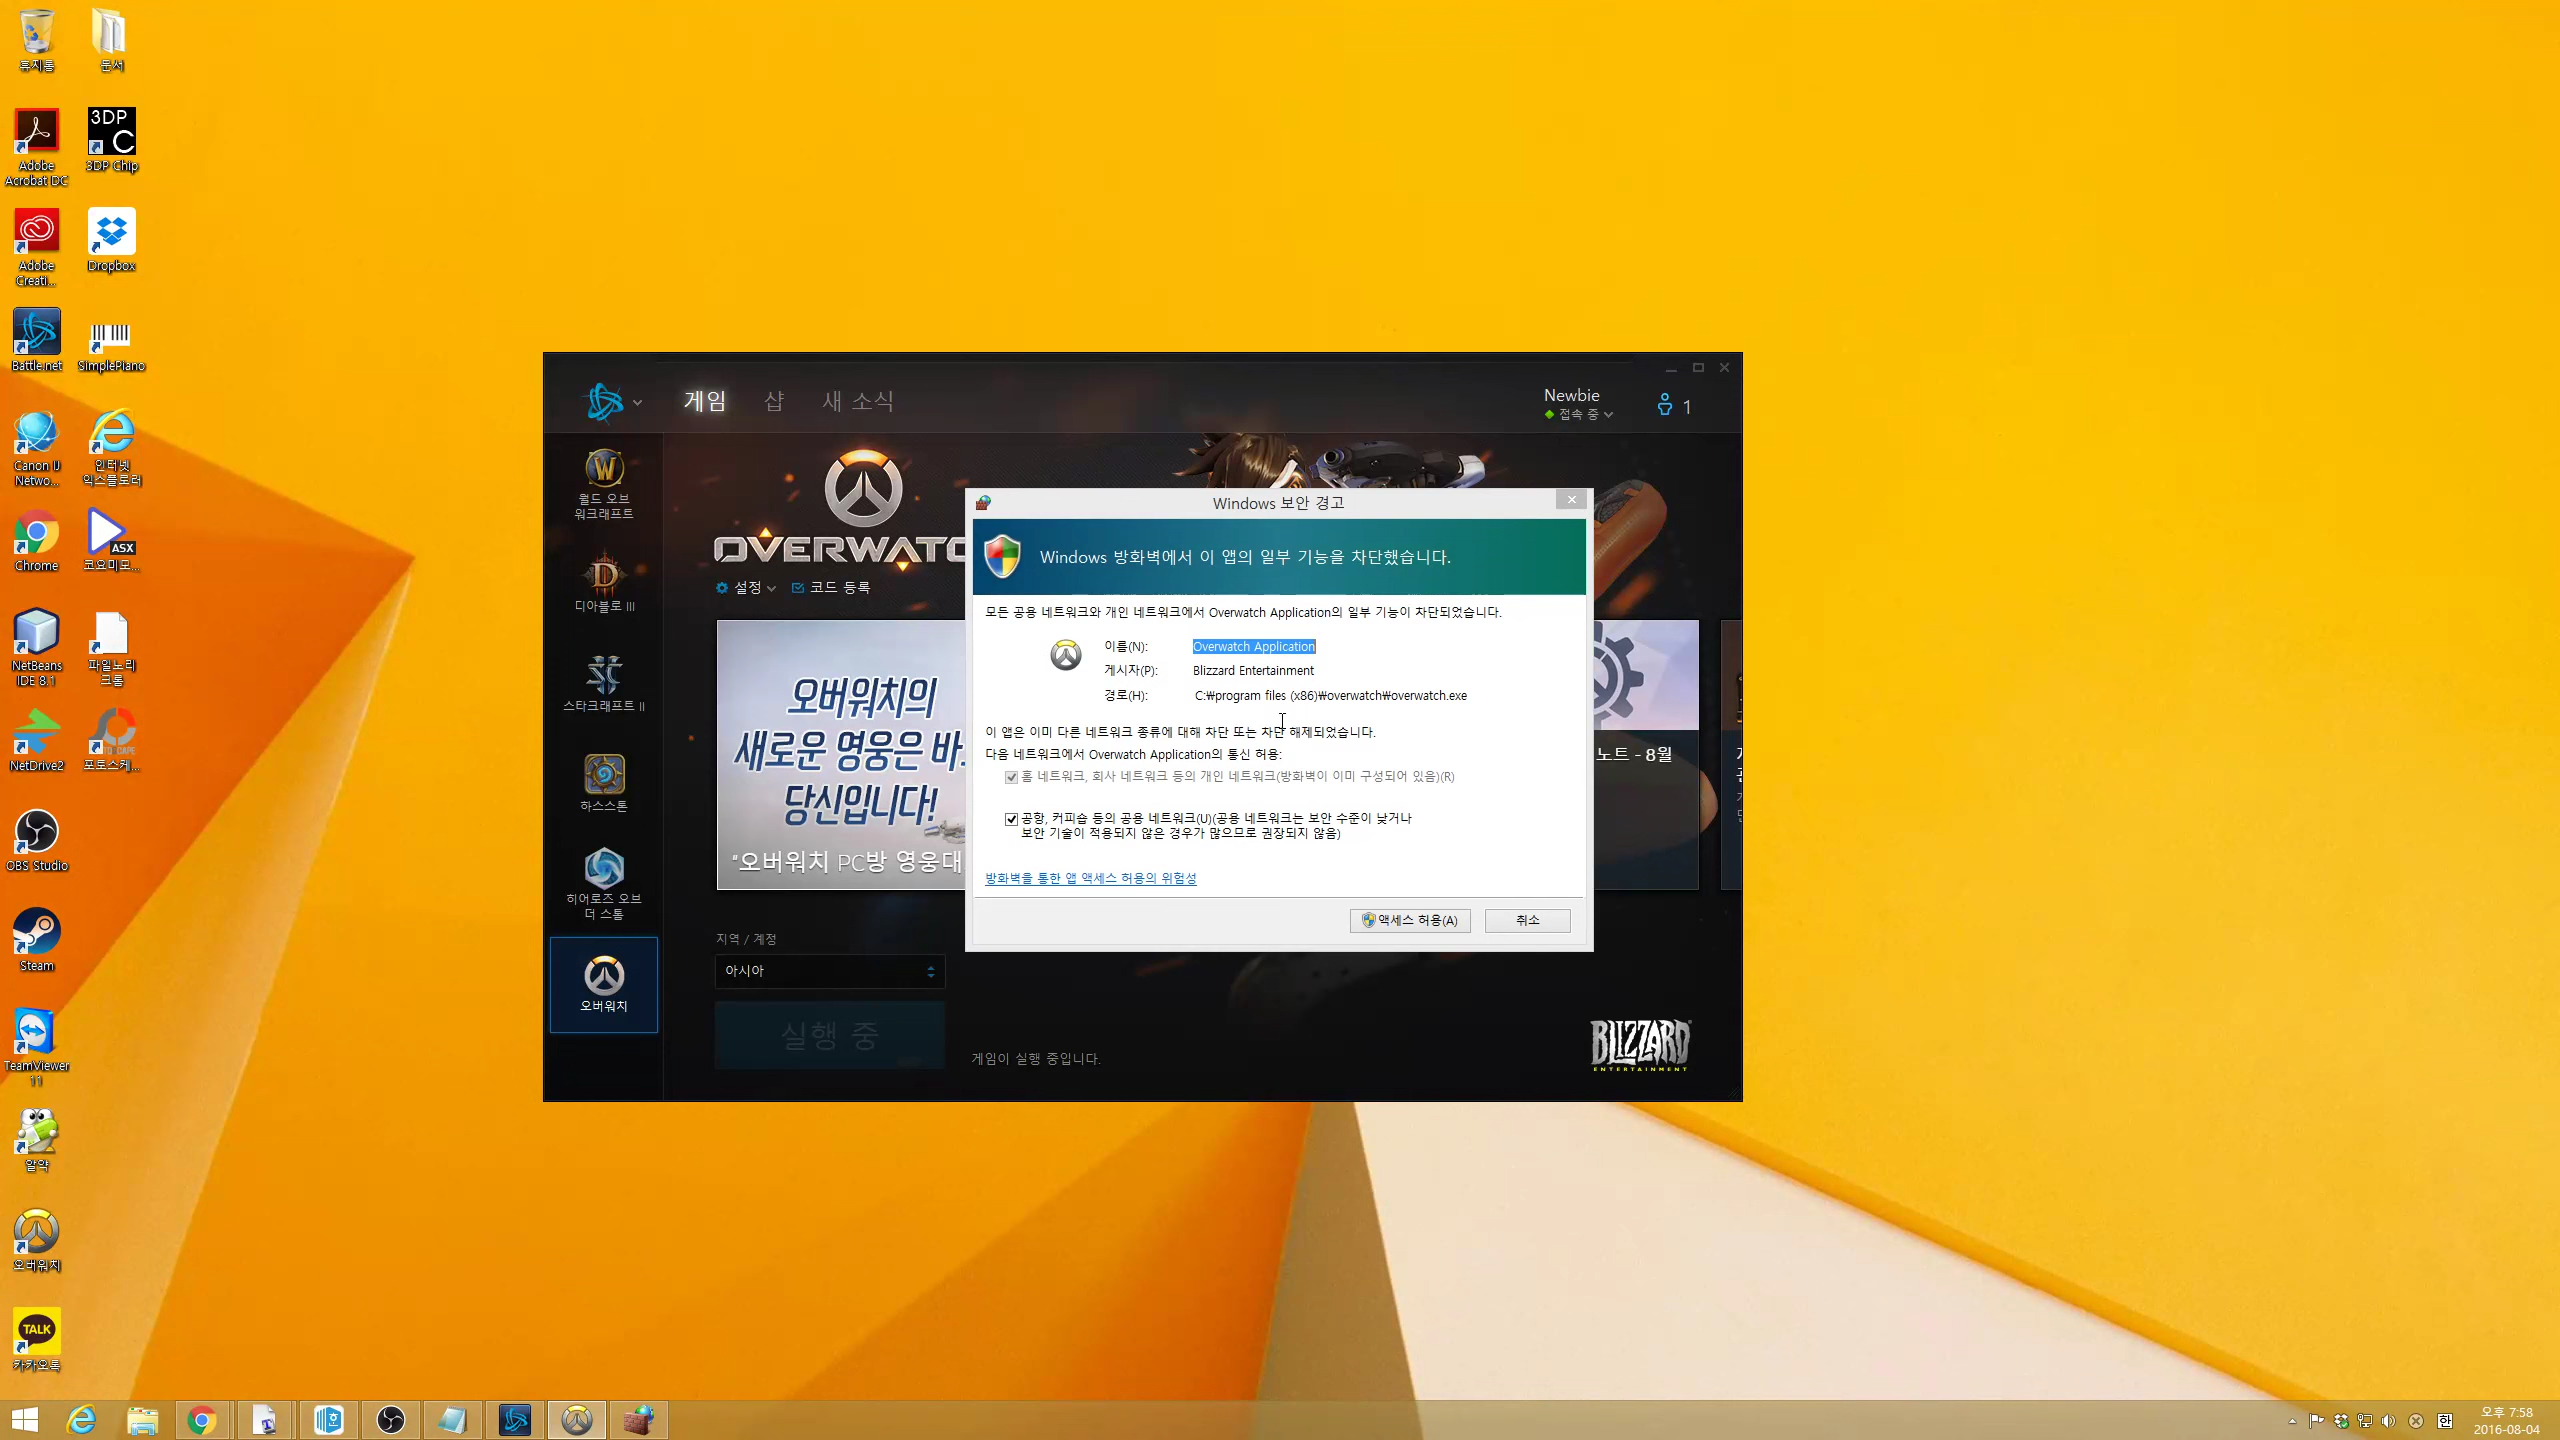 휴지통
문서
Adobe
Acrobat DC
3DP
C
3DP Chip
Adobe
Creati...
Dropbox
Battle.net
SimplePiano
Canon IJ
Netwo...
인터넷
익스플로러
Chrome
ASX
코요미모...
NetBeans
IDE 8.1
파일노리
크롬
NetDrive2
포토스케...
OBS Studio
Steam
TeamViewer
11
알약
오버워치
TALK
카카오톡
게임
샵
새 소식
Newbie
접속 중
1
월드 오브
워크래프트
디아블로 III
스타크래프트 II
하스스톤
히어로즈 오브
더 스톰
오버워치
OVERWATC
설정
코드 등록
오버워치의
새로운 영웅은 바
당신입니다!
“오버워치 PC방 영웅대
노트 - 8월
지역 / 계정
아시아
실행 중
게임이 실행 중입니다.
BLIZZARD
ENTERTAINMENT
Windows 보안 경고
Windows 방화벽에서 이 앱의 일부 기능을 차단했습니다.
모든 공용 네트워크와 개인 네트워크에서 Overwatch Application의 일부 기능이 차단되었습니다.
이름(N): Overwatch Application
게시자(P): Blizzard Entertainment
경로(H): C:₩program files (x86)₩overwatch₩overwatch.exe
이 앱은 이미 다른 네트워크 종류에 대해 차단 또는 차단 해제되었습니다.
다음 네트워크에서 Overwatch Application의 통신 허용:
홈 네트워크, 회사 네트워크 등의 개인 네트워크(방화벽이 이미 구성되어 있음)(R)
공항, 커피숍 등의 공용 네트워크(U)(공용 네트워크는 보안 수준이 낮거나
보안 기술이 적용되지 않은 경우가 많으므로 권장되지 않음)
방화벽을 통한 앱 액세스 허용의 위험성
액세스 허용(A)
취소
한
오후 7:58
2016-08-04